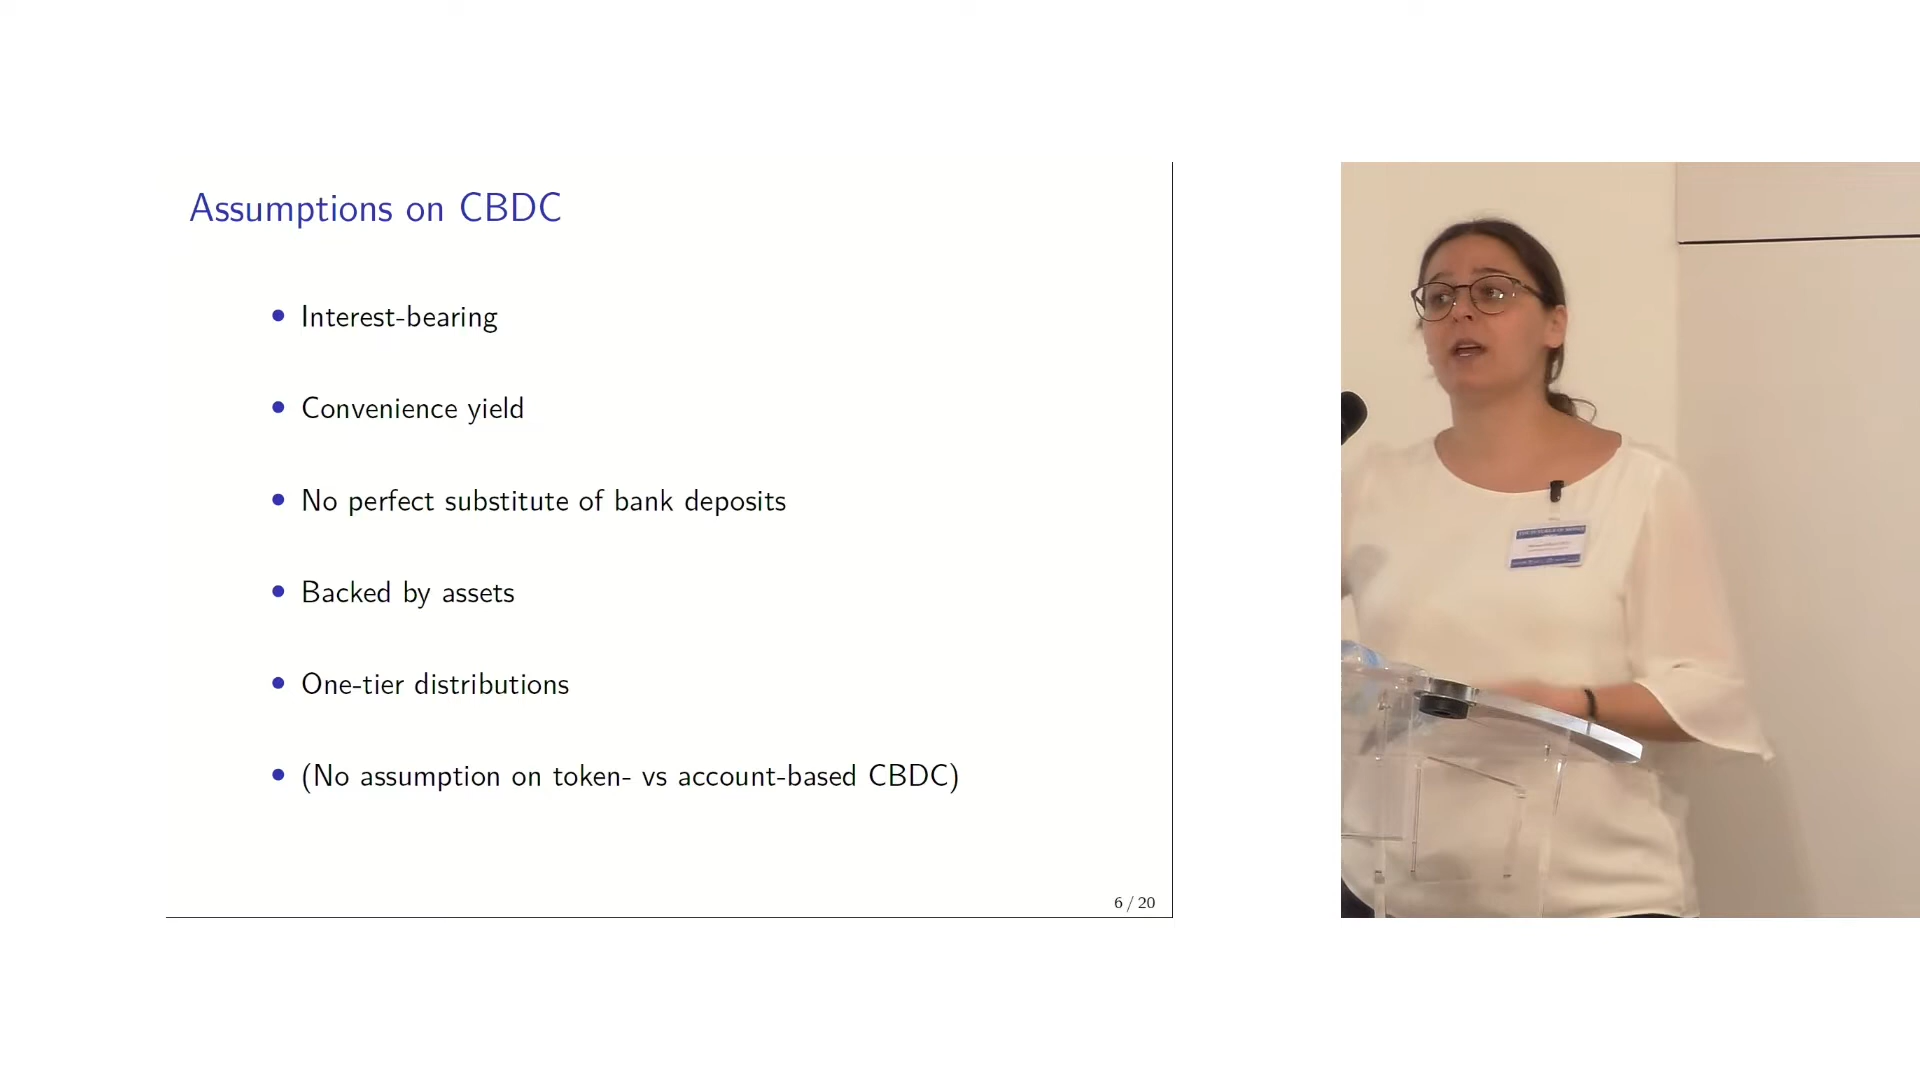 Assumptions on CBDC
• Interest-bearing
• Convenience yield
• No perfect substitute of bank deposits
• Backed by assets
• One-tier distributions
• (No assumption on token- vs account-based CBDC)
6 / 20